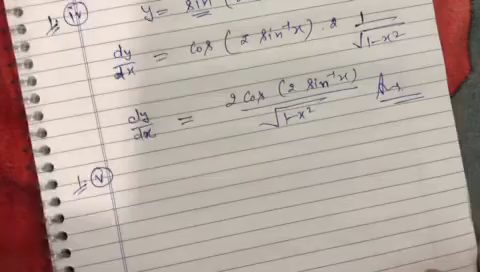 1. (iv) y = sin (2
dy/dx = cos (2 sin⁻¹x) . 2 1/√1-x²
dy/dx = 2 cos (2 sin⁻¹x)/√1-x² Ans
1. (v)